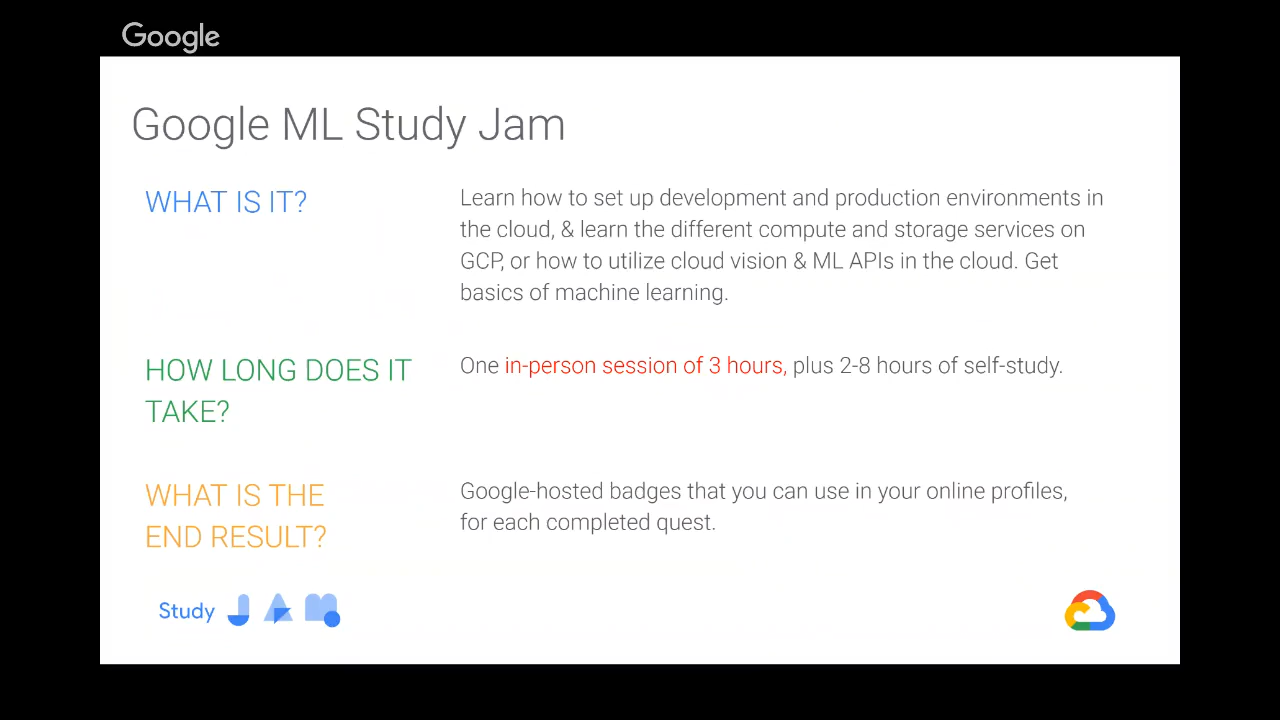 Google
Google ML Study Jam
WHAT IS IT?
Learn how to set up development and production environments in
the cloud, & learn the different compute and storage services on
GCP, or how to utilize cloud vision & ML APIs in the cloud. Get
basics of machine learning.
HOW LONG DOES IT
TAKE?
One in-person session of 3 hours, plus 2-8 hours of self-study.
WHAT IS THE
END RESULT?
Google-hosted badges that you can use in your online profiles,
for each completed quest.
Study JAM